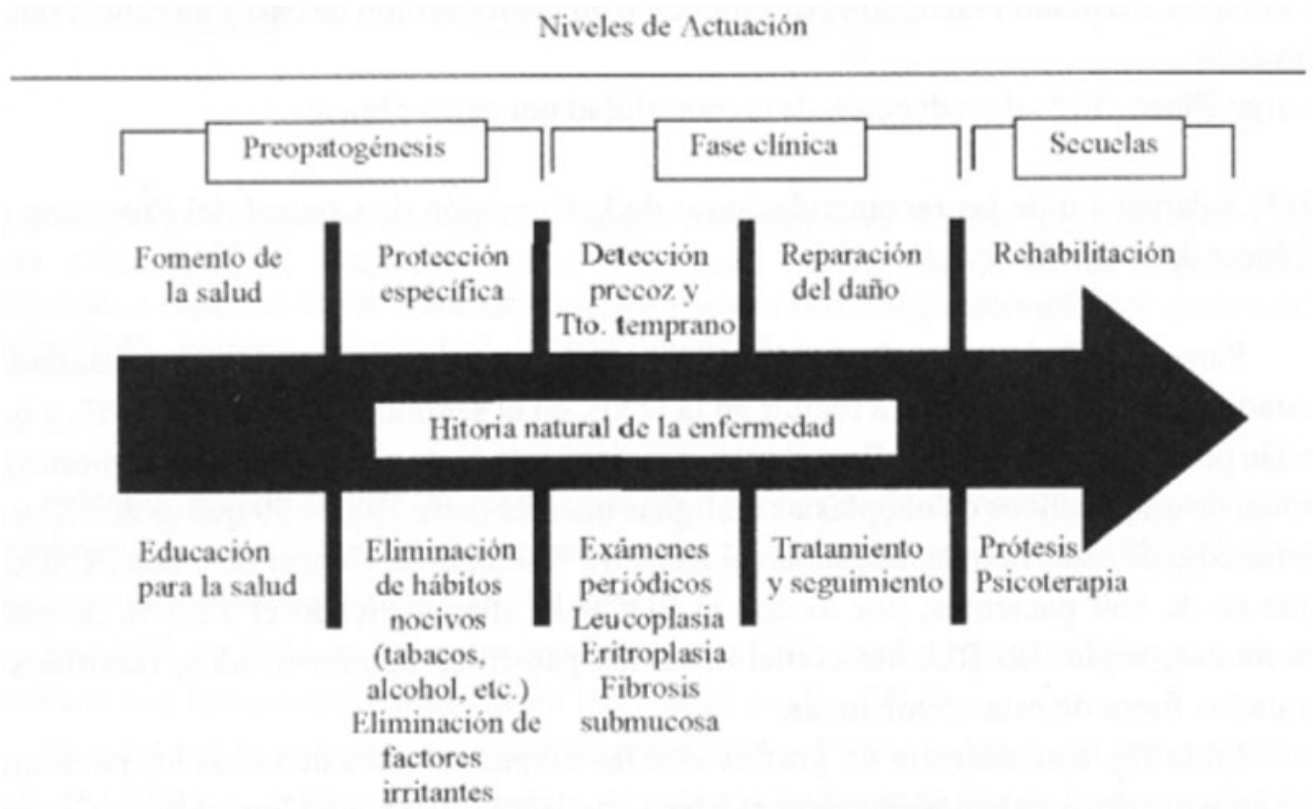 Niveles de Actuación
Preopatogénesis
Fase clínica
Secuelas
Fomento de
la salud
Protección
específica
Detección
precoz y
Tto. temprano
Reparación
del daño
Rehabilitación
Hitoria natural de la enfermedad
Educación
para la salud
Eliminación
de hábitos
nocivos
(tabacos,
alcohol, etc.)
Eliminación de
factores
irritantes
Exámenes
periódicos
Leucoplasia
Eritroplasia
Fibrosis
submucosa
Tratamiento
y seguimiento
Prótesis
Psicoterapia